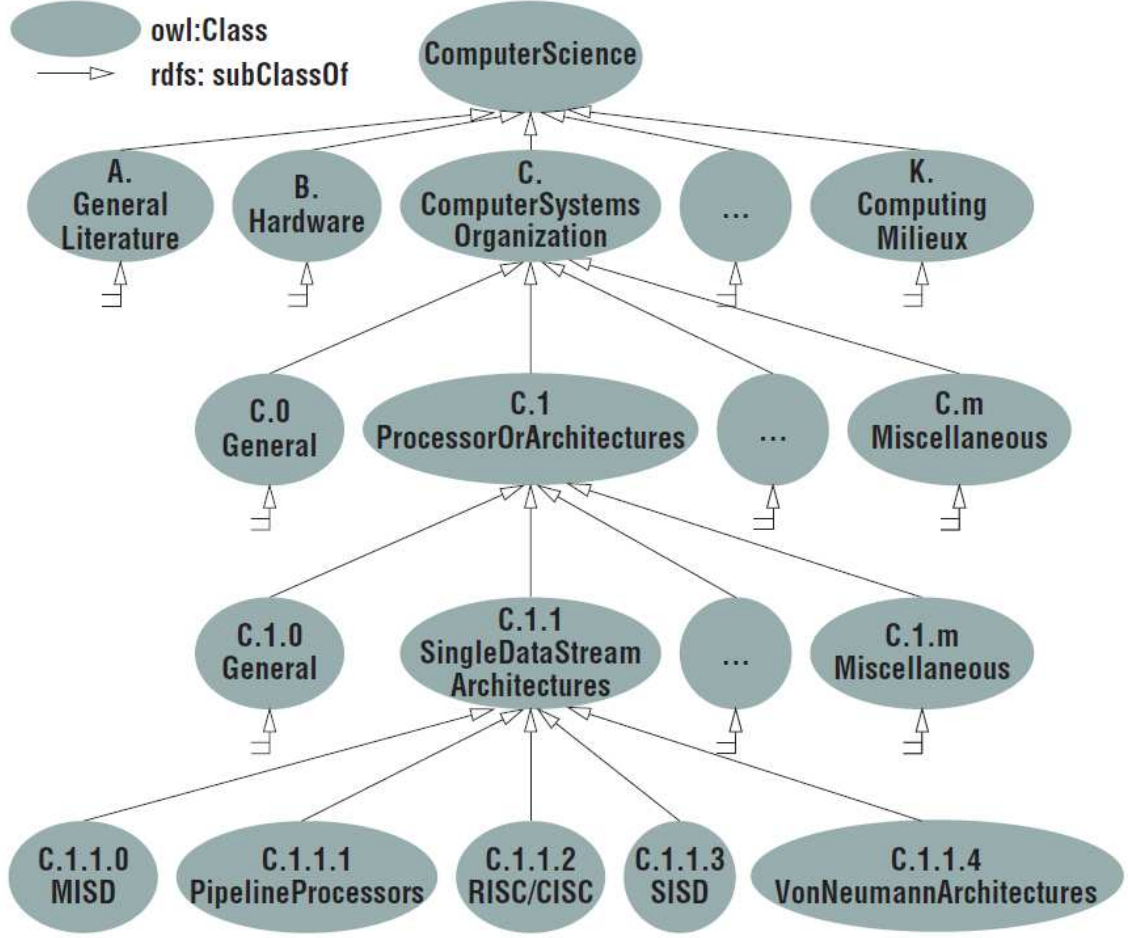 owl:Class
rdfs: subClassOf
ComputerScience
A.
General
Literature
B.
Hardware
C.
ComputerSystems
Organization
...
K.
Computing
Milieux
C.0
General
C.1
ProcessorOrArchitectures
...
C.m
Miscellaneous
C.1.0
General
C.1.1
SingleDataStream
Architectures
...
C.1.m
Miscellaneous
C.1.1.0
MISD
C.1.1.1
PipelineProcessors
C.1.1.2
RISC/CISC
C.1.1.3
SISD
C.1.1.4
VonNeumannArchitectures